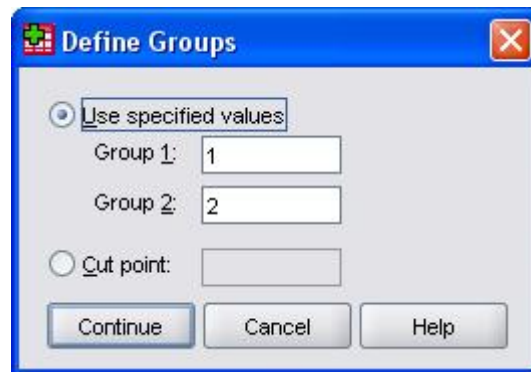 Define Groups
Use specified values
Group 1: 1
Group 2: 2
Cut point:
Continue Cancel Help